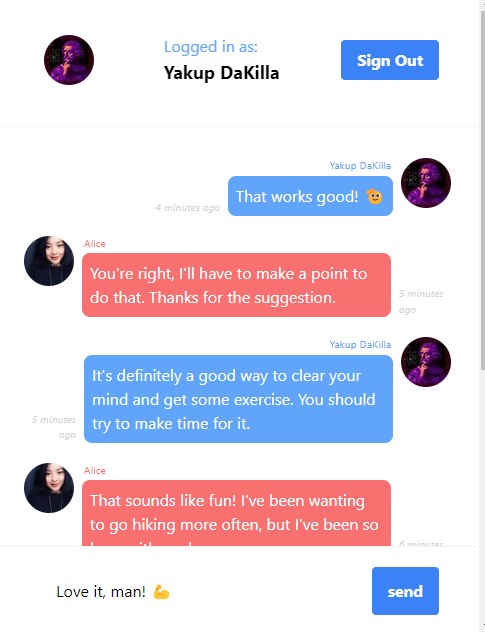 Logged in as:
Yakup DaKilla
Sign Out
Yakup DaKilla
That works good! 🫡
4 minutes ago
Alice
You're right, I'll have to make a point to
do that. Thanks for the suggestion.
5 minutes
ago
Yakup DaKilla
It's definitely a good way to clear your
mind and get some exercise. You should
try to make time for it.
5 minutes
ago
Alice
That sounds like fun! I've been wanting
to go hiking more often, but I've been so
6 minutes
Love it, man! 💪
send